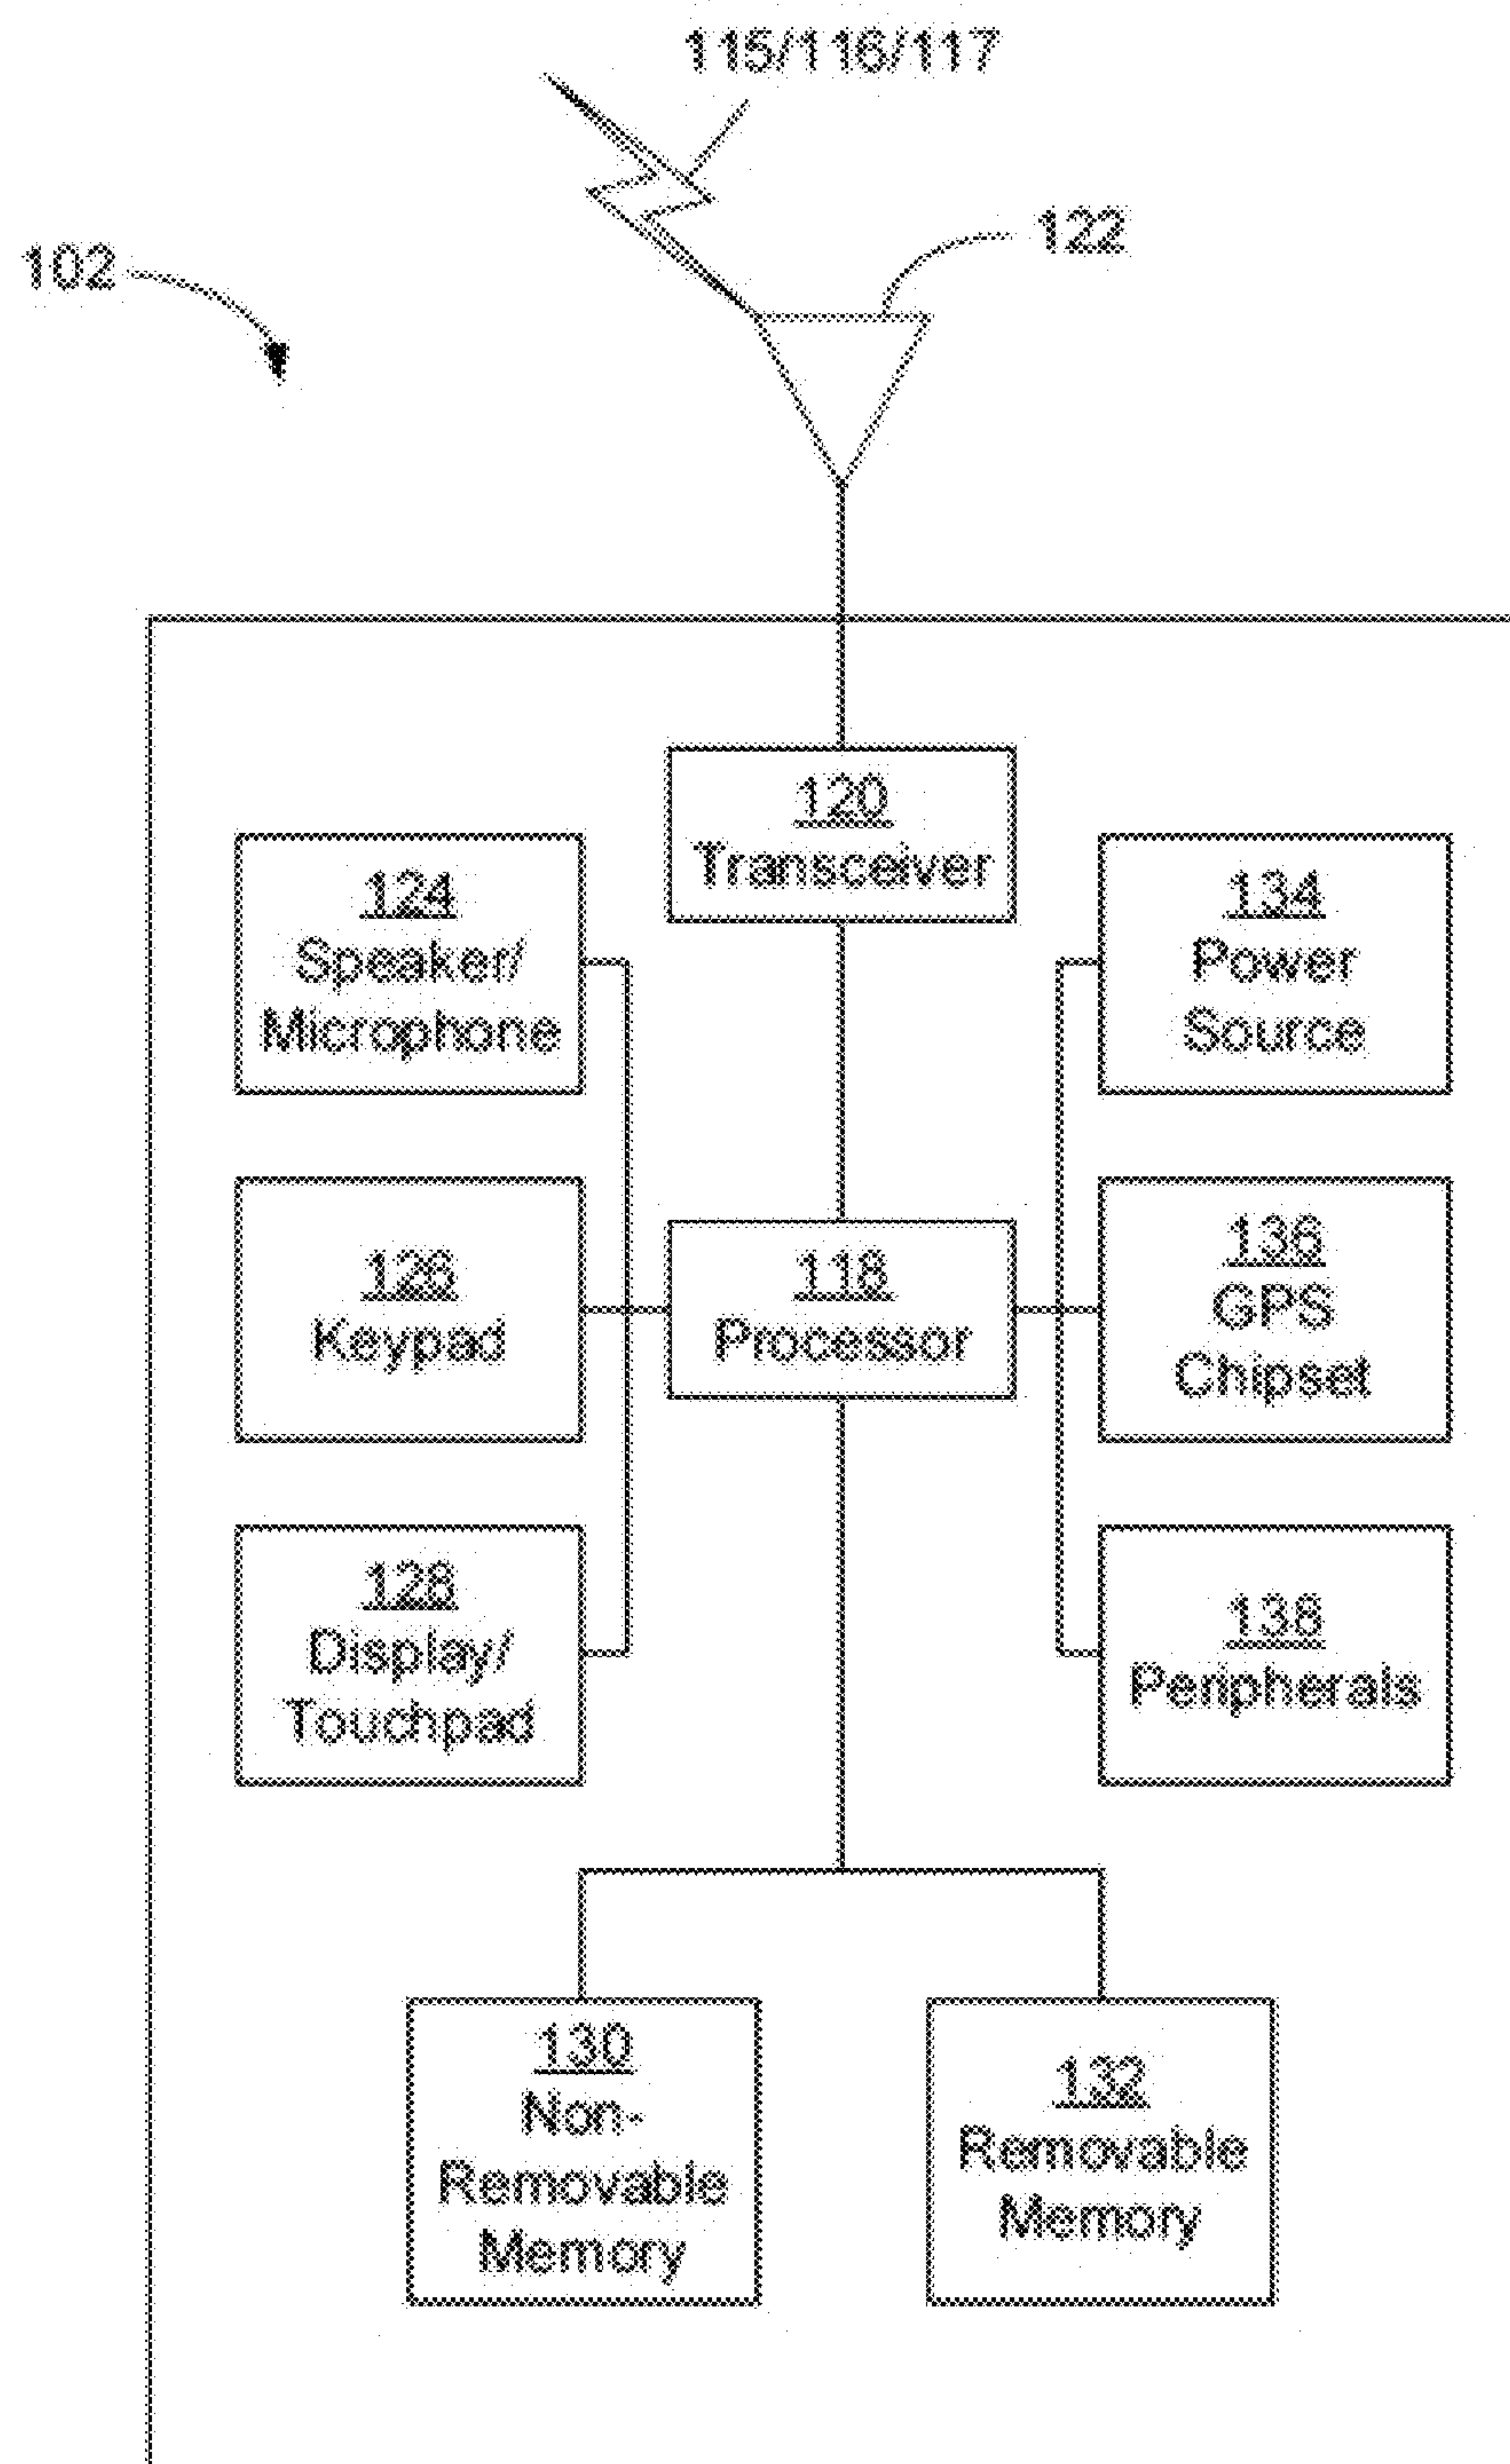 115/116/117
122
102
120
Transceiver
124
Speaker/
Microphone
134
Power
Source
126
Keypad
118
Processor
136
GPS
Chipset
128
Display/
Touchpad
138
Peripherals
130
Non-
Removable
Memory
132
Removable
Memory